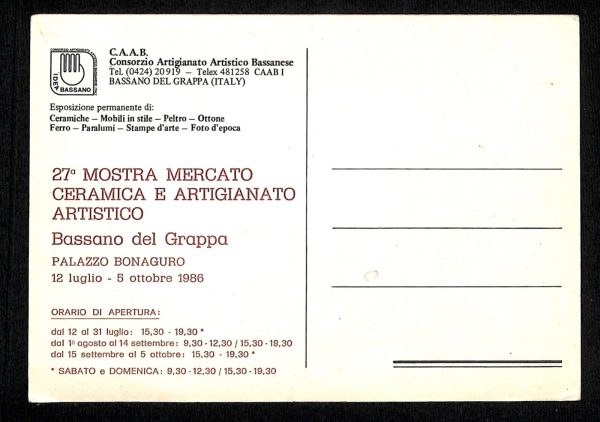 C.A.A.B.
Consorzio Artigianato Artistico Bassanese
Tel. (0424) 20919 – Telex 481258 CAAB I
BASSANO DEL GRAPPA (ITALY)
IDEA BASSANO
Esposizione permanente di:
Ceramiche – Mobili in stile – Peltro – Ottone
Ferro – Paralumi – Stampe d'arte – Foto d'epoca
27ª MOSTRA MERCATO
CERAMICA E ARTIGIANATO
ARTISTICO
Bassano del Grappa
PALAZZO BONAGURO
12 luglio - 5 ottobre 1986
ORARIO DI APERTURA:
dal 12 al 31 luglio: 15,30 - 19,30 *
dal 1º agosto al 14 settembre: 9,30 - 12,30 / 15,30 - 19,30
dal 15 settembre al 5 ottobre: 15,30 - 19,30 *
* SABATO e DOMENICA: 9,30 - 12,30 / 15,30 - 19,30